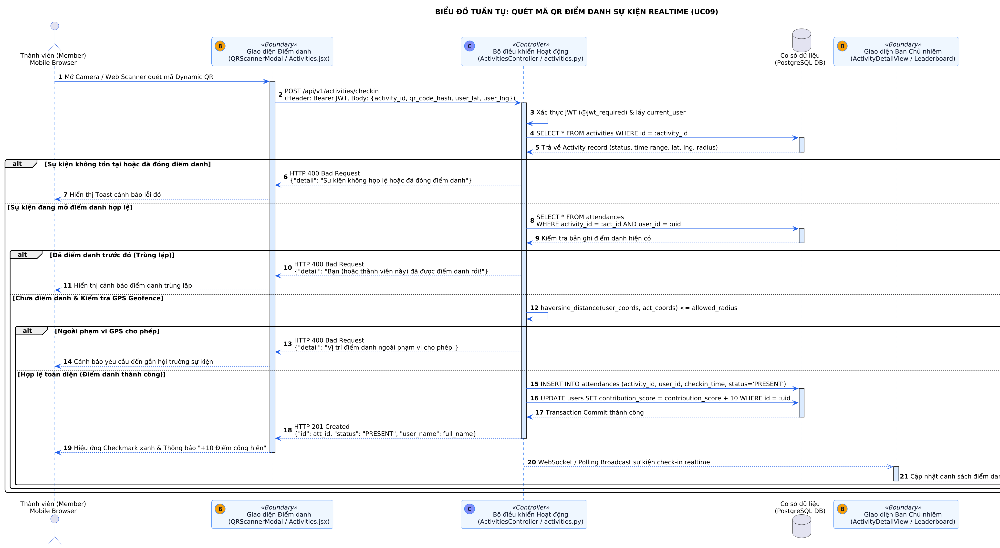 BIỂU ĐỒ TUẦN TỰ: QUÉT MÃ QR ĐIỂM DANH SỰ KIỆN REALTIME (UC09)
Thành viên (Member)
Mobile Browser
B
«Boundary»
Giao diện Điểm danh
(QRScannerModal / Activities.jsx)
C
«Controller»
Bộ điều khiển Hoạt động
(ActivitiesController / activities.py)
Cơ sở dữ liệu
(PostgreSQL DB)
B
«Boundary»
Giao diện Ban Chủ nhiệm
(ActivityDetailView / Leaderboard)
1 Mở Camera / Web Scanner quét mã Dynamic QR
2 POST /api/v1/activities/checkin
(Header: Bearer JWT, Body: {activity_id, qr_code_hash, user_lat, user_lng})
3 Xác thực JWT (@jwt_required) & lấy current_user
4 SELECT * FROM activities WHERE id = :activity_id
5 Trả về Activity record (status, time range, lat, lng, radius)
alt [Sự kiện không tồn tại hoặc đã đóng điểm danh]
6 HTTP 400 Bad Request
{"detail": "Sự kiện không hợp lệ hoặc đã đóng điểm danh"}
7 Hiển thị Toast cảnh báo lỗi đỏ
[Sự kiện đang mở điểm danh hợp lệ]
8 SELECT * FROM attendances
WHERE activity_id = :act_id AND user_id = :uid
9 Kiểm tra bản ghi điểm danh hiện có
alt [Đã điểm danh trước đó (Trùng lặp)]
10 HTTP 400 Bad Request
{"detail": "Bạn (hoặc thành viên này) đã được điểm danh rồi!"}
11 Hiển thị cảnh báo điểm danh trùng lặp
[Chưa điểm danh & Kiểm tra GPS Geofence]
12 haversine_distance(user_coords, act_coords) <= allowed_radius
alt [Ngoài phạm vi GPS cho phép]
13 HTTP 400 Bad Request
{"detail": "Vị trí điểm danh ngoài phạm vi cho phép"}
14 Cảnh báo yêu cầu đến gần hội trường sự kiện
[Hợp lệ toàn diện (Điểm danh thành công)]
15 INSERT INTO attendances (activity_id, user_id, checkin_time, status='PRESENT')
16 UPDATE users SET contribution_score = contribution_score + 10 WHERE id = :uid
17 Transaction Commit thành công
18 HTTP 201 Created
{"id": att_id, "status": "PRESENT", "user_name": full_name}
19 Hiệu ứng Checkmark xanh & Thông báo "+10 Điểm cống hiến"
20 WebSocket / Polling Broadcast sự kiện check-in realtime
21 Cập nhật danh sách điểm
Thành viên (Member)
Mobile Browser
B
«Boundary»
Giao diện Điểm danh
(QRScannerModal / Activities.jsx)
C
«Controller»
Bộ điều khiển Hoạt động
(ActivitiesController / activities.py)
Cơ sở dữ liệu
(PostgreSQL DB)
B
«Boundary»
Giao diện Ban Chủ nhiệm
(ActivityDetailView / Leaderboard)